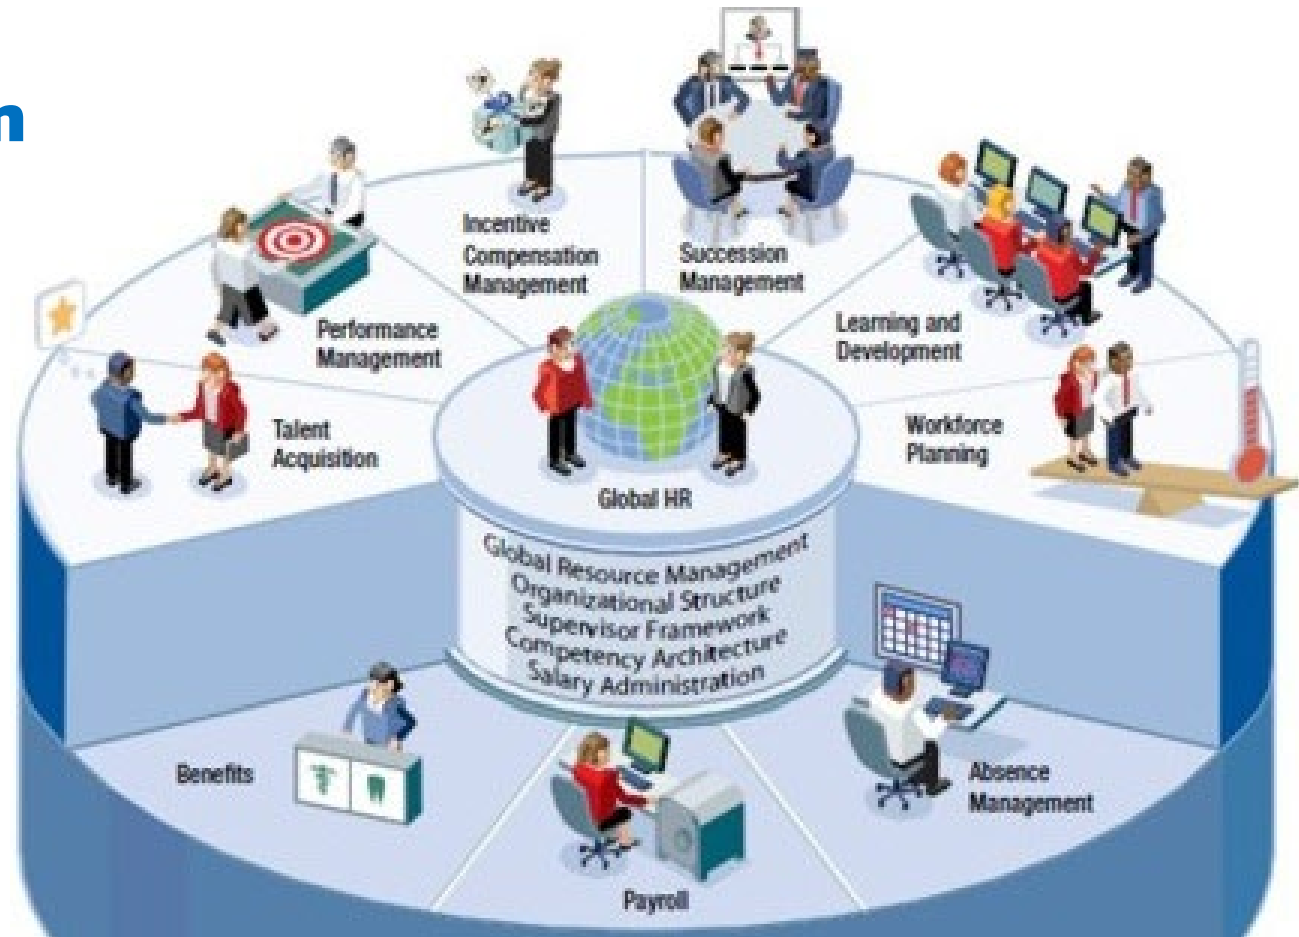 n
Incentive
Compensation
Management
Succession
Management
Performance
Management
Learning and
Development
Talent
Acquisition
Workforce
Planning
Global HR
Global Resource Management
Organizational Structure
Supervisor Framework
Competency Architecture
Salary Administration
Benefits
Absence
Management
Payroll